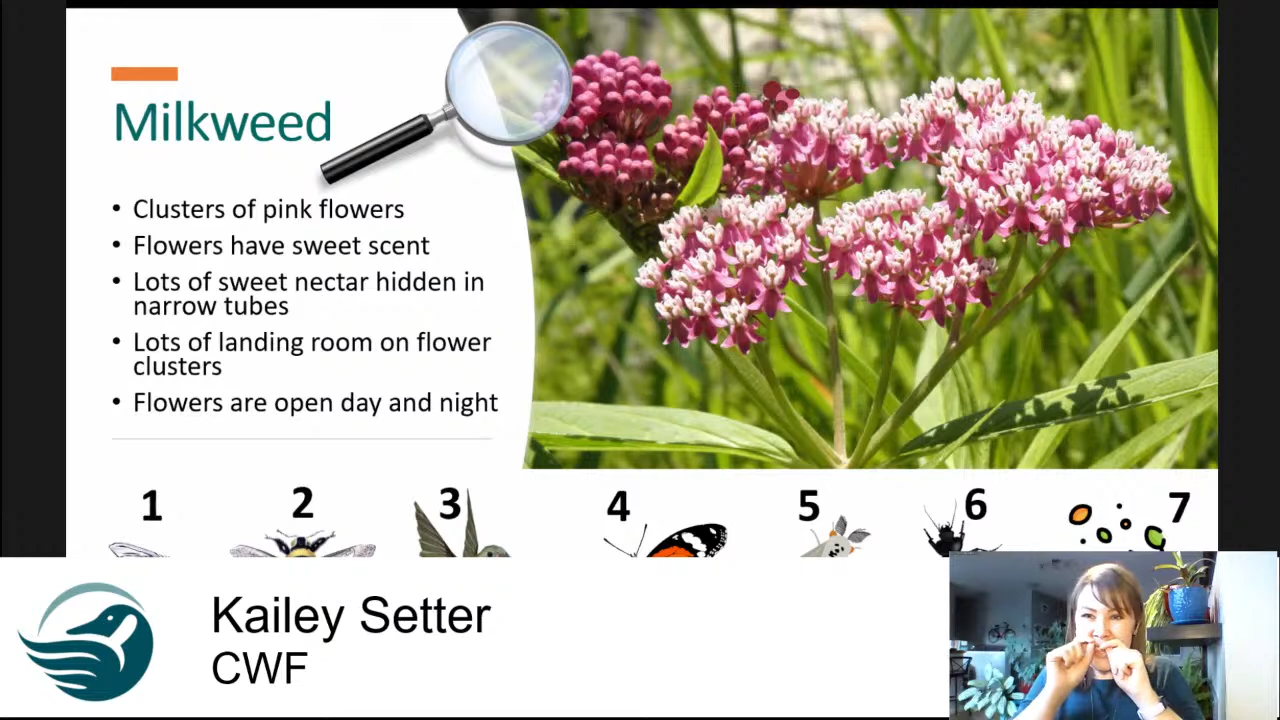 Milkweed
• Clusters of pink flowers
• Flowers have sweet scent
• Lots of sweet nectar hidden in
narrow tubes
• Lots of landing room on flower
clusters
• Flowers are open day and night
1 2 3 4 5 6 7
Kailey Setter
CWF